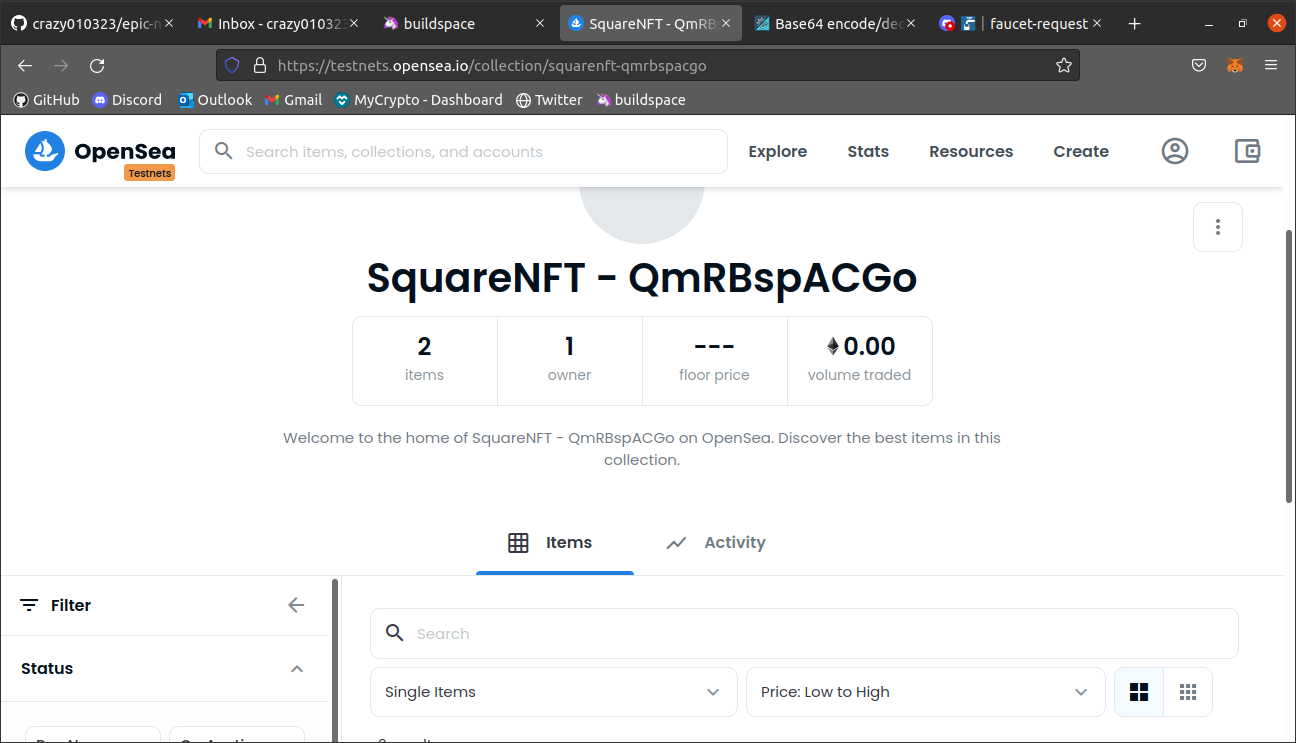 crazy010323/epic-n
Inbox - crazy010323
buildspace
SquareNFT - QmRB
Base64 encode/dec
faucet-request
https://testnets.opensea.io/collection/squarenft-qmrbspacgo
GitHub Discord Outlook Gmail MyCrypto - Dashboard Twitter buildspace
OpenSea
Testnets
Search items, collections, and accounts
Explore Stats Resources Create
SquareNFT - QmRBspACGo
2 1 --- 0.00
items owner floor price volume traded
Welcome to the home of SquareNFT - QmRBspACGo on OpenSea. Discover the best items in this
collection.
Items Activity
Filter
Search
Status
Single Items Price: Low to High